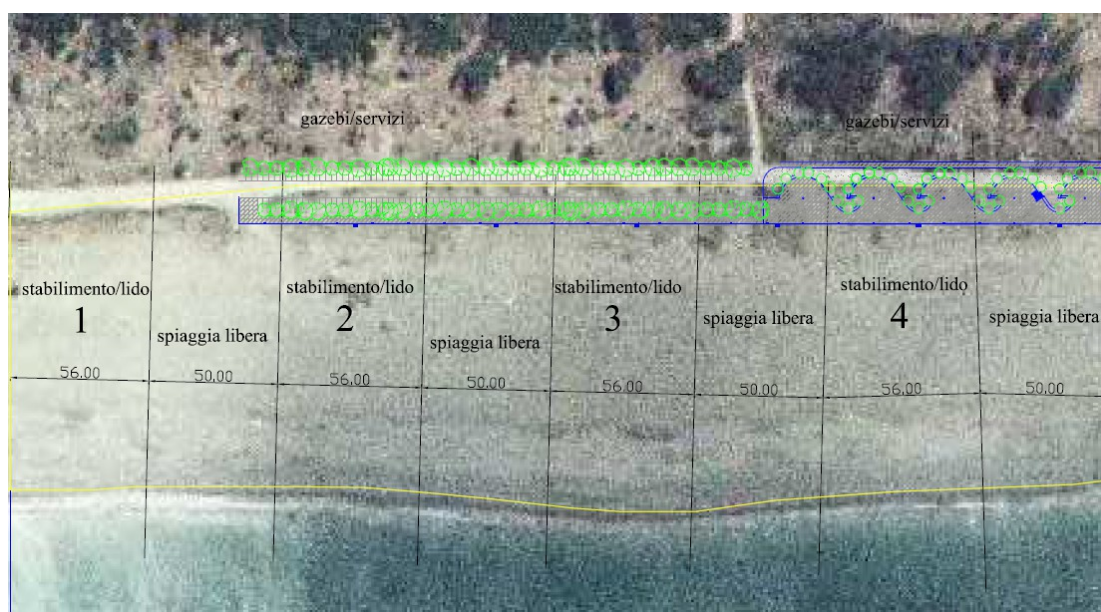 gazebi/servizi
gazebi/servizi
stabilimento/lido
1
spiaggia libera
stabilimento/lido
2
spiaggia libera
stabilimento/lido
3
spiaggia libera
stabilimento/lido
4
spiaggia libera
56.00
50.00
56.00
50.00
56.00
50.00
56.00
50.00